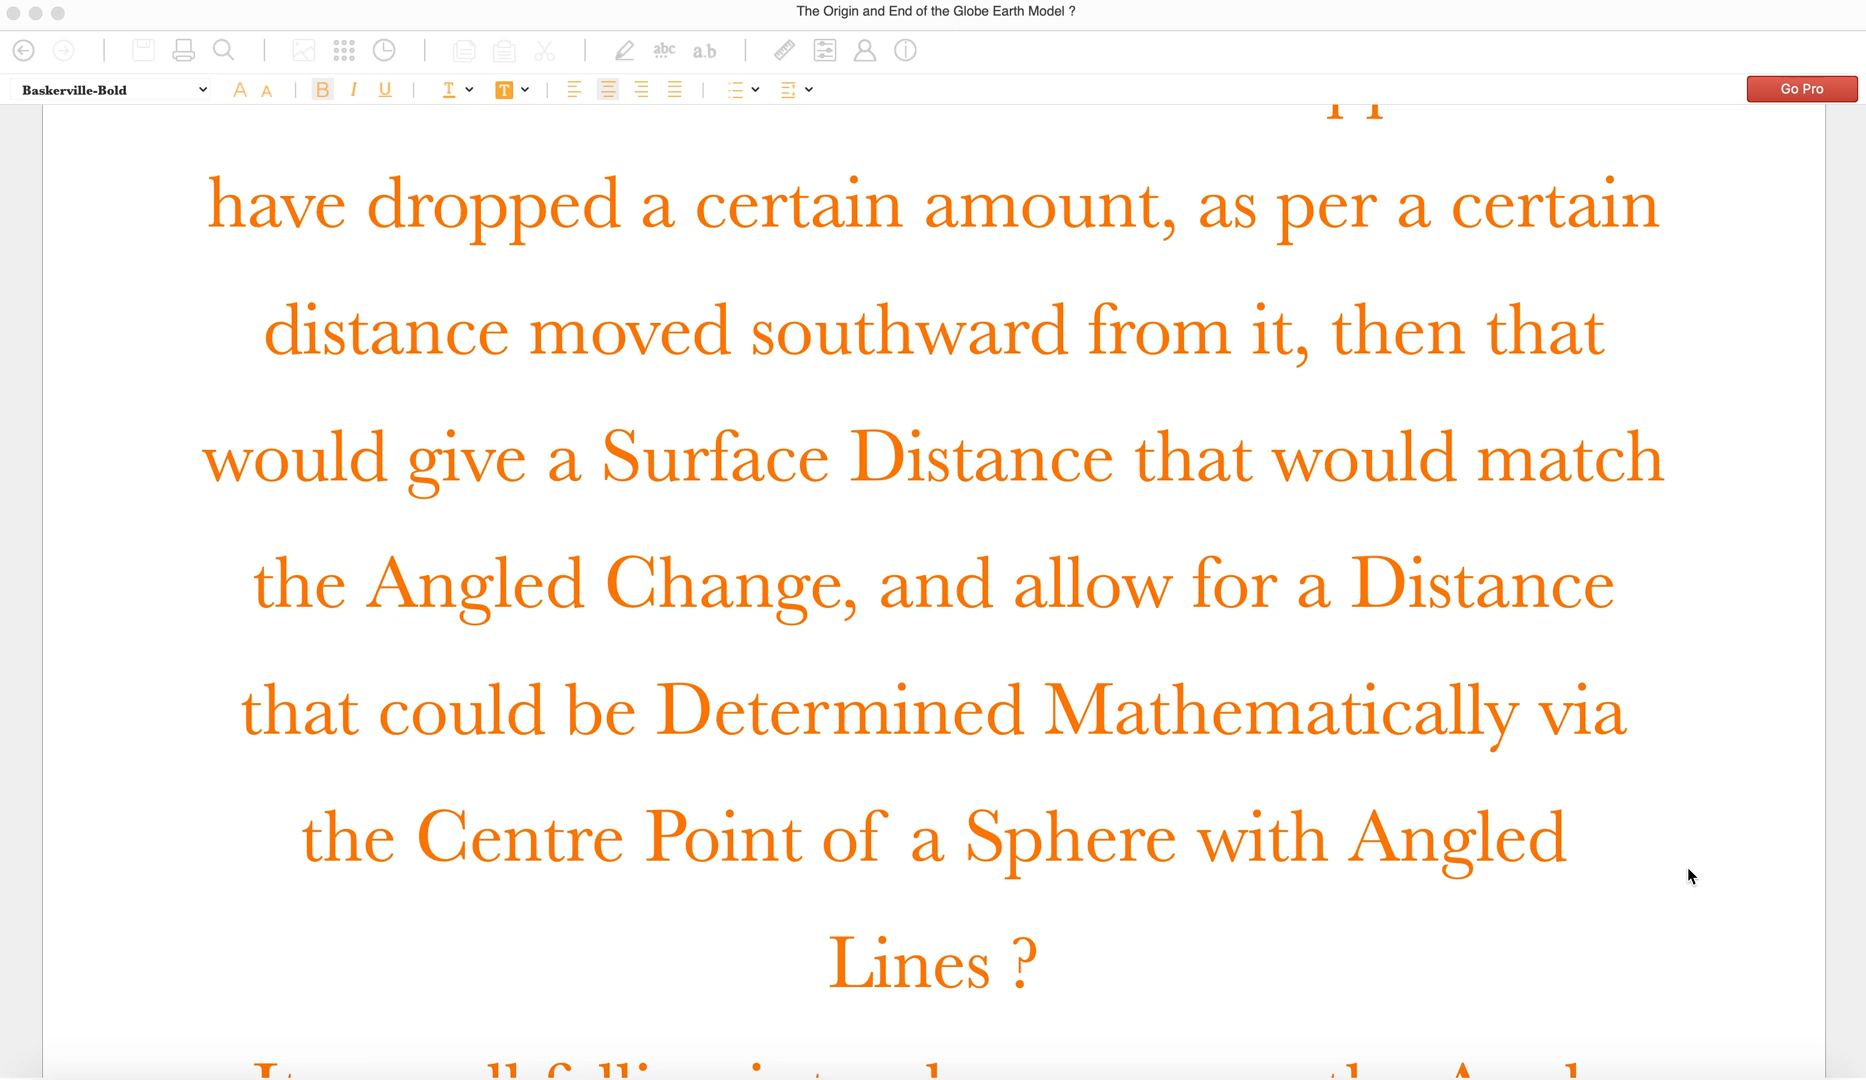 The Origin and End of the Globe Earth Model ?
abc a.b
Baskerville-Bold A A B I U T T Go Pro
have dropped a certain amount, as per a certain
distance moved southward from it, then that
would give a Surface Distance that would match
the Angled Change, and allow for a Distance
that could be Determined Mathematically via
the Centre Point of a Sphere with Angled
Lines ?